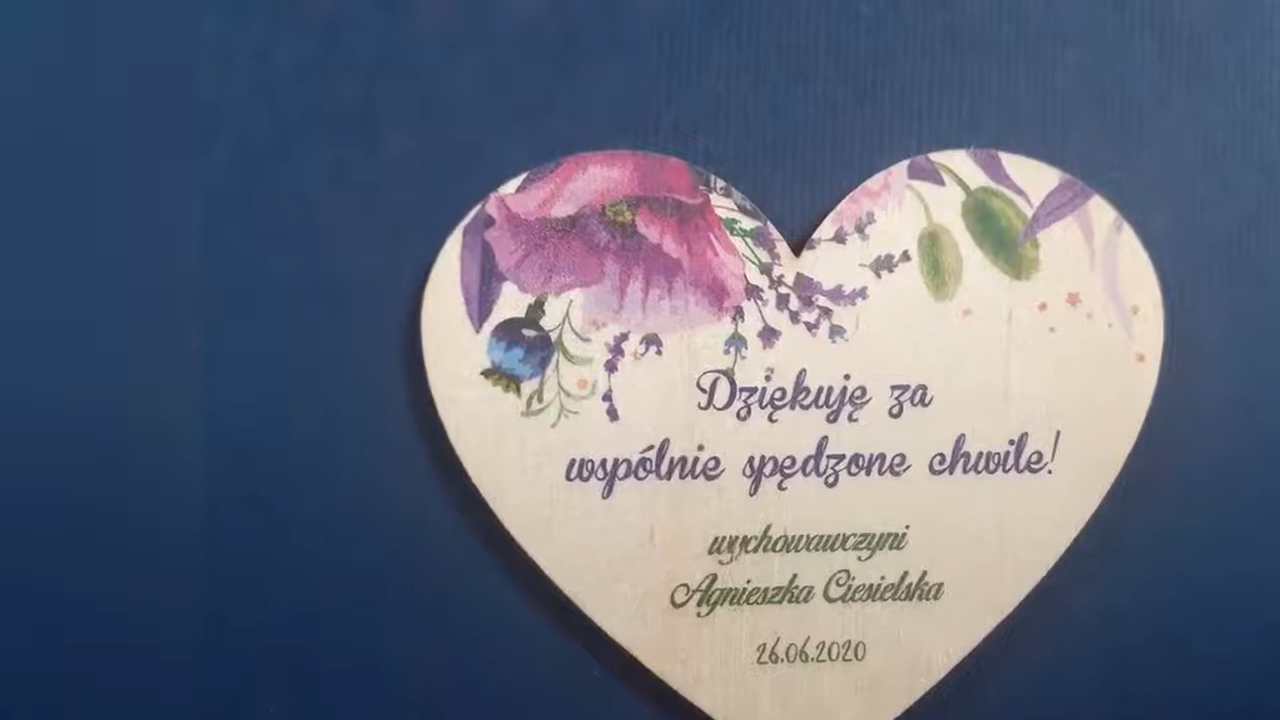 Dziękuję za
wspólnie spędzone chwile!
wychowawczyni
Agnieszka Ciesielska
26.06.2020